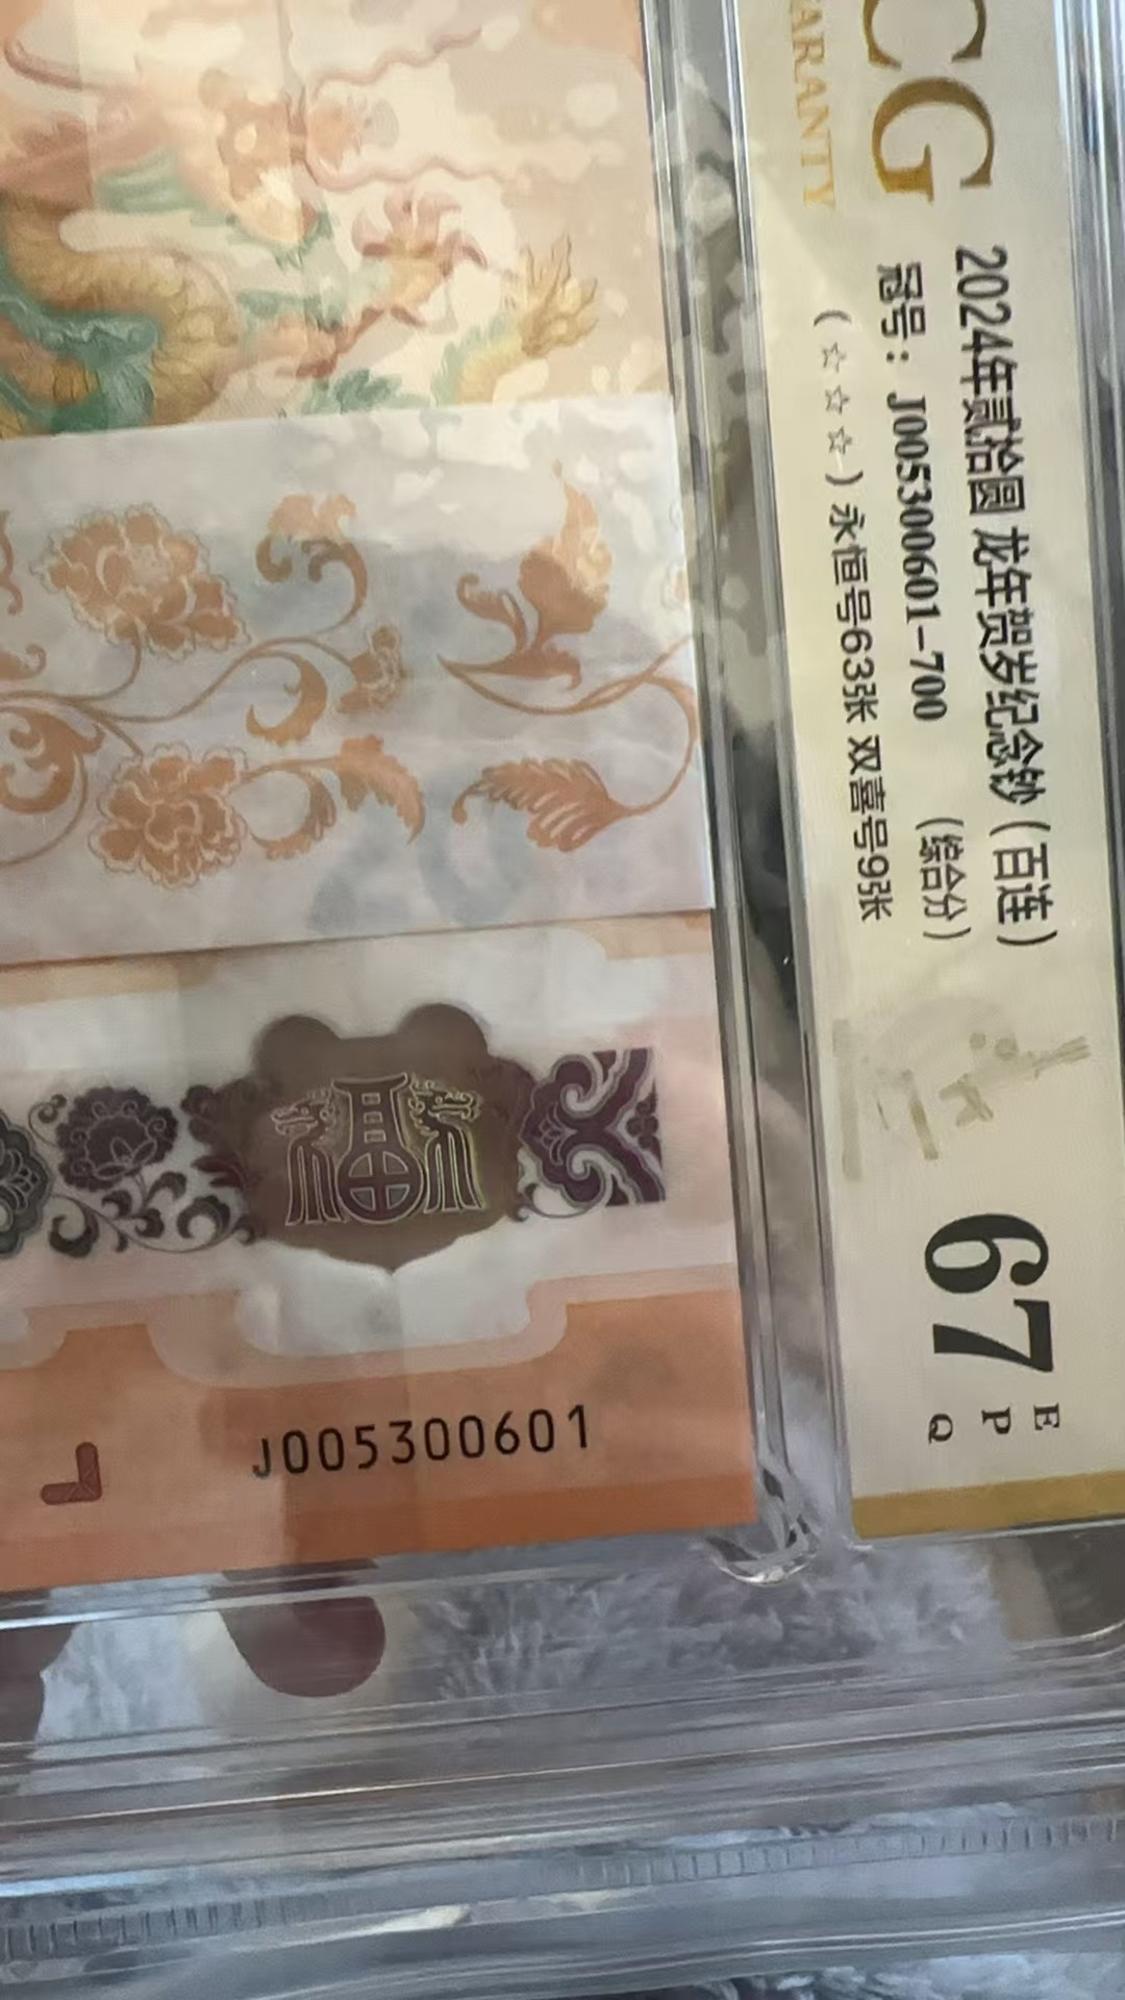 CG
ARANTY
2024年贰拾圆 龙年贺岁纪念钞（百连）
冠号：J005300601-700 （综合分）
（☆☆☆）永恒号63张 双喜号9张
67
E
P
Q
J005300601